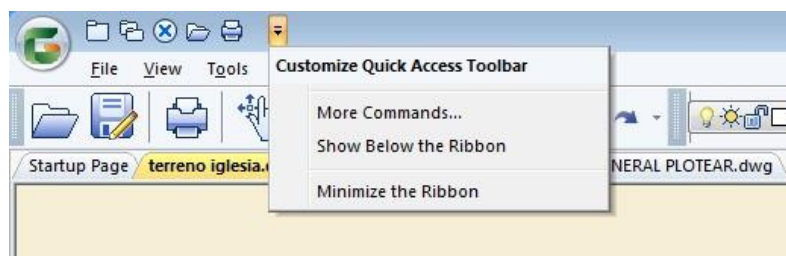 File View Tools
Customize Quick Access Toolbar
More Commands...
Show Below the Ribbon
Minimize the Ribbon
Startup Page terreno iglesia. NERAL PLOTEAR.dwg